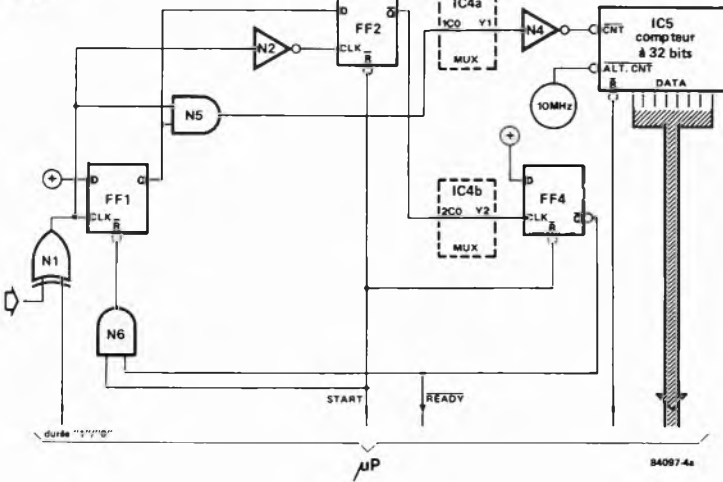 D
FF2
Q
CLK
R
N2
IC4a
1C0 Y1
MUX
N4
CNT
IC5
compteur
à 32 bits
ALT. CNT
R
DATA
10MHz
N5
+
D
Q
FF1
CLK
R
N1
N6
IC4b
2C0 Y2
MUX
+
D
FF4
CLK
Q
R
START
READY
durée "1"/"0"
µP
84097-4a